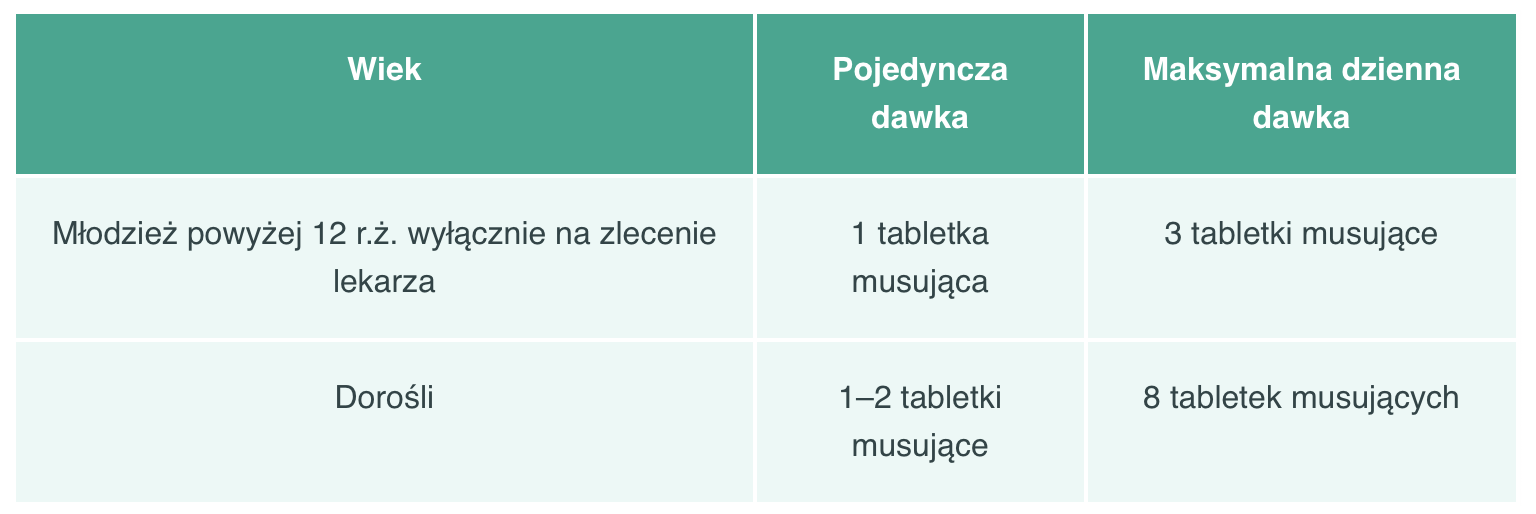 Wiek
Pojedyncza
dawka
Maksymalna dzienna
dawka
Młodzież powyżej 12 r.ż. wyłącznie na zlecenie
lekarza
1 tabletka
musująca
3 tabletki musujące
Dorośli
1–2 tabletki
musujące
8 tabletek musujących